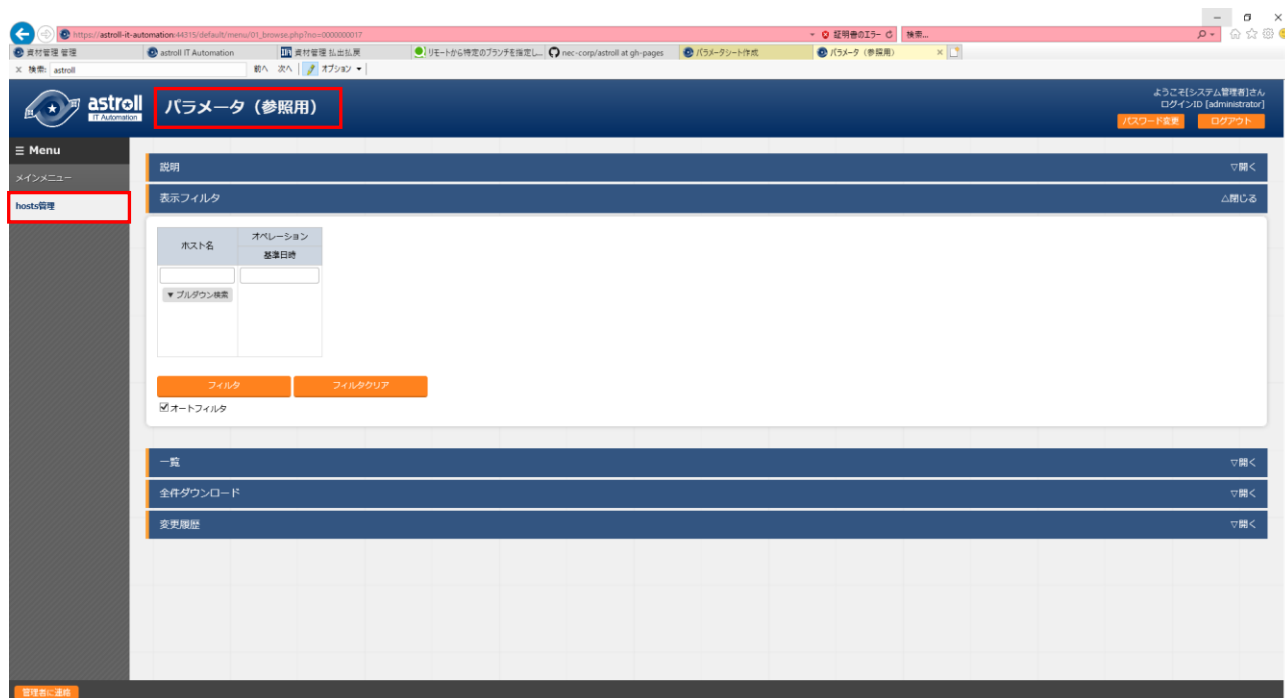 https://astroll-it-automation:44315/default/menu/01_browse.php?no=000000017
証明書のエラー
検索...
資材管理 管理
astroll IT Automation
資材管理 払出払戻
リモートから特定のブランチを指定し...
nec-corp/astroll at gh-pages
パラメータシート作成
パラメータ（参照用）
× 検索: astroll
前へ 次へ オプション ▼
astroll
IT Automation
パラメータ（参照用）
ようこそ[システム管理者]さん
ログインID [administrator]
パスワード変更
ログアウト
☰ Menu
メインメニュー
hosts管理
説明
▽開く
表示フィルタ
△閉じる
ホスト名
オペレーション
基準日時
▼ プルダウン検索
フィルタ
フィルタクリア
オートフィルタ
一覧
▽開く
全件ダウンロード
▽開く
変更履歴
▽開く
管理者に連絡